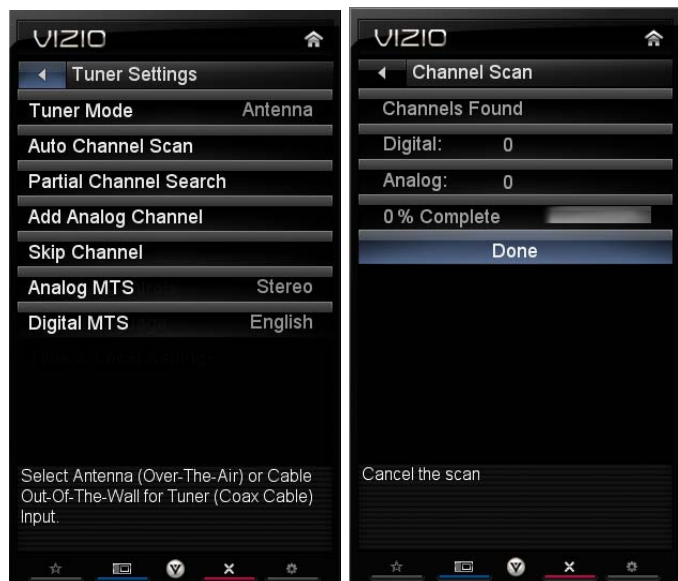 VIZIO
Tuner Settings
Tuner Mode Antenna
Auto Channel Scan
Partial Channel Search
Add Analog Channel
Skip Channel
Analog MTS Stereo
Digital MTS English
Select Antenna (Over-The-Air) or Cable
Out-Of-The-Wall for Tuner (Coax Cable)
Input.
V
VIZIO
Channel Scan
Channels Found
Digital: 0
Analog: 0
0 % Complete
Done
Cancel the scan
V